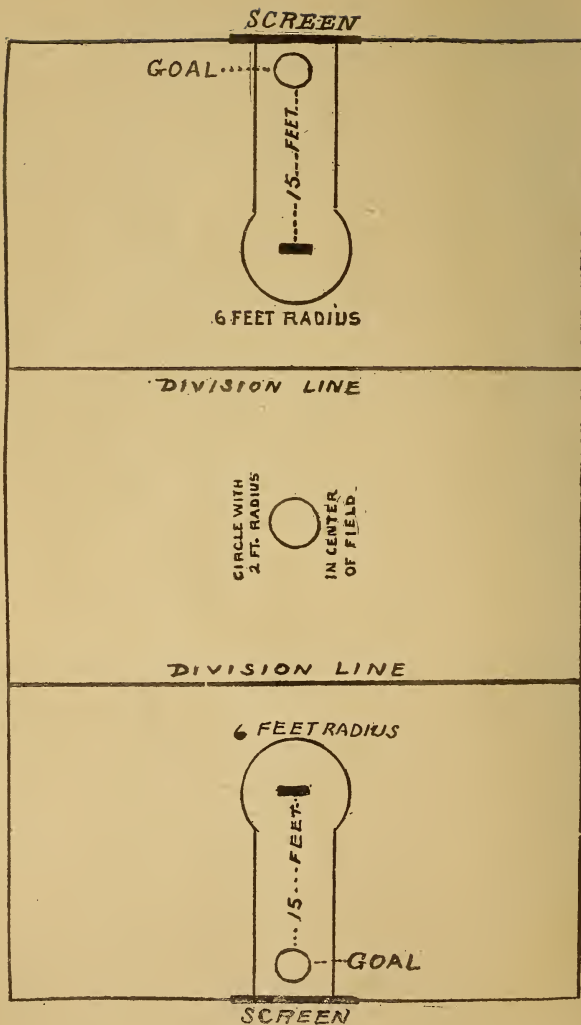 SCREEN
GOAL
15 FEET
6 FEET RADIUS
DIVISION LINE
CIRCLE WITH
2 FT. RADIUS
IN CENTER
OF FIELD.
DIVISION LINE
6 FEET RADIUS
15 FEET
GOAL
SCREEN